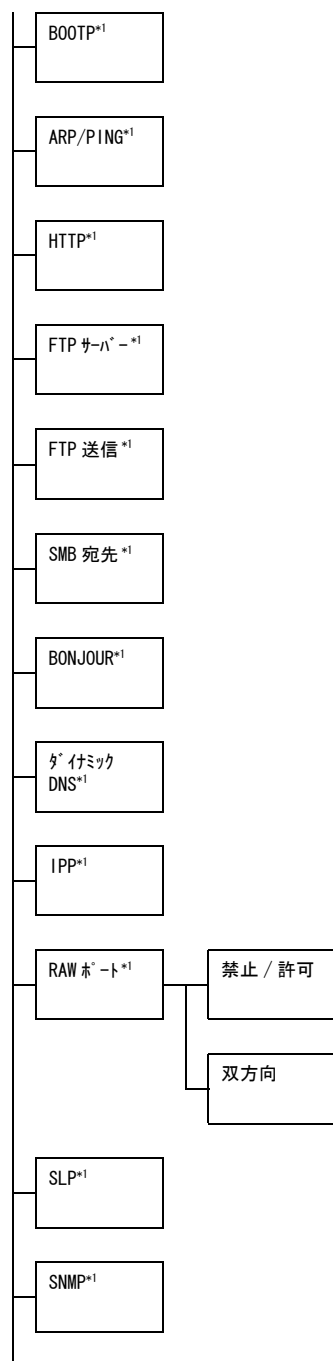 BOOTP*1
ARP/PING*1
HTTP*1
FTP ｻｰﾊﾞｰ*1
FTP 送信*1
SMB 宛先*1
BONJOUR*1
ﾀﾞｲﾅﾐｯｸ
DNS*1
IPP*1
RAW ﾎﾟｰﾄ*1
禁止 / 許可
双方向
SLP*1
SNMP*1